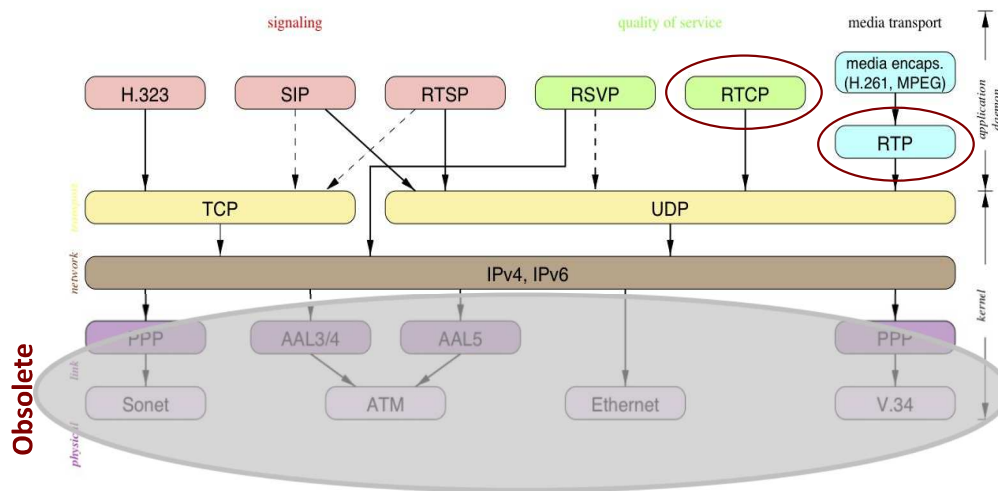 signaling
quality of service
media transport
media encaps.
(H.261, MPEG)
H.323
SIP
RTSP
RSVP
RTCP
RTP
application
daemon
TCP
UDP
transport
IPv4, IPv6
network
kernel
PPP
AAL3/4
AAL5
PPP
link
Sonet
ATM
Ethernet
V.34
physical
Obsolete